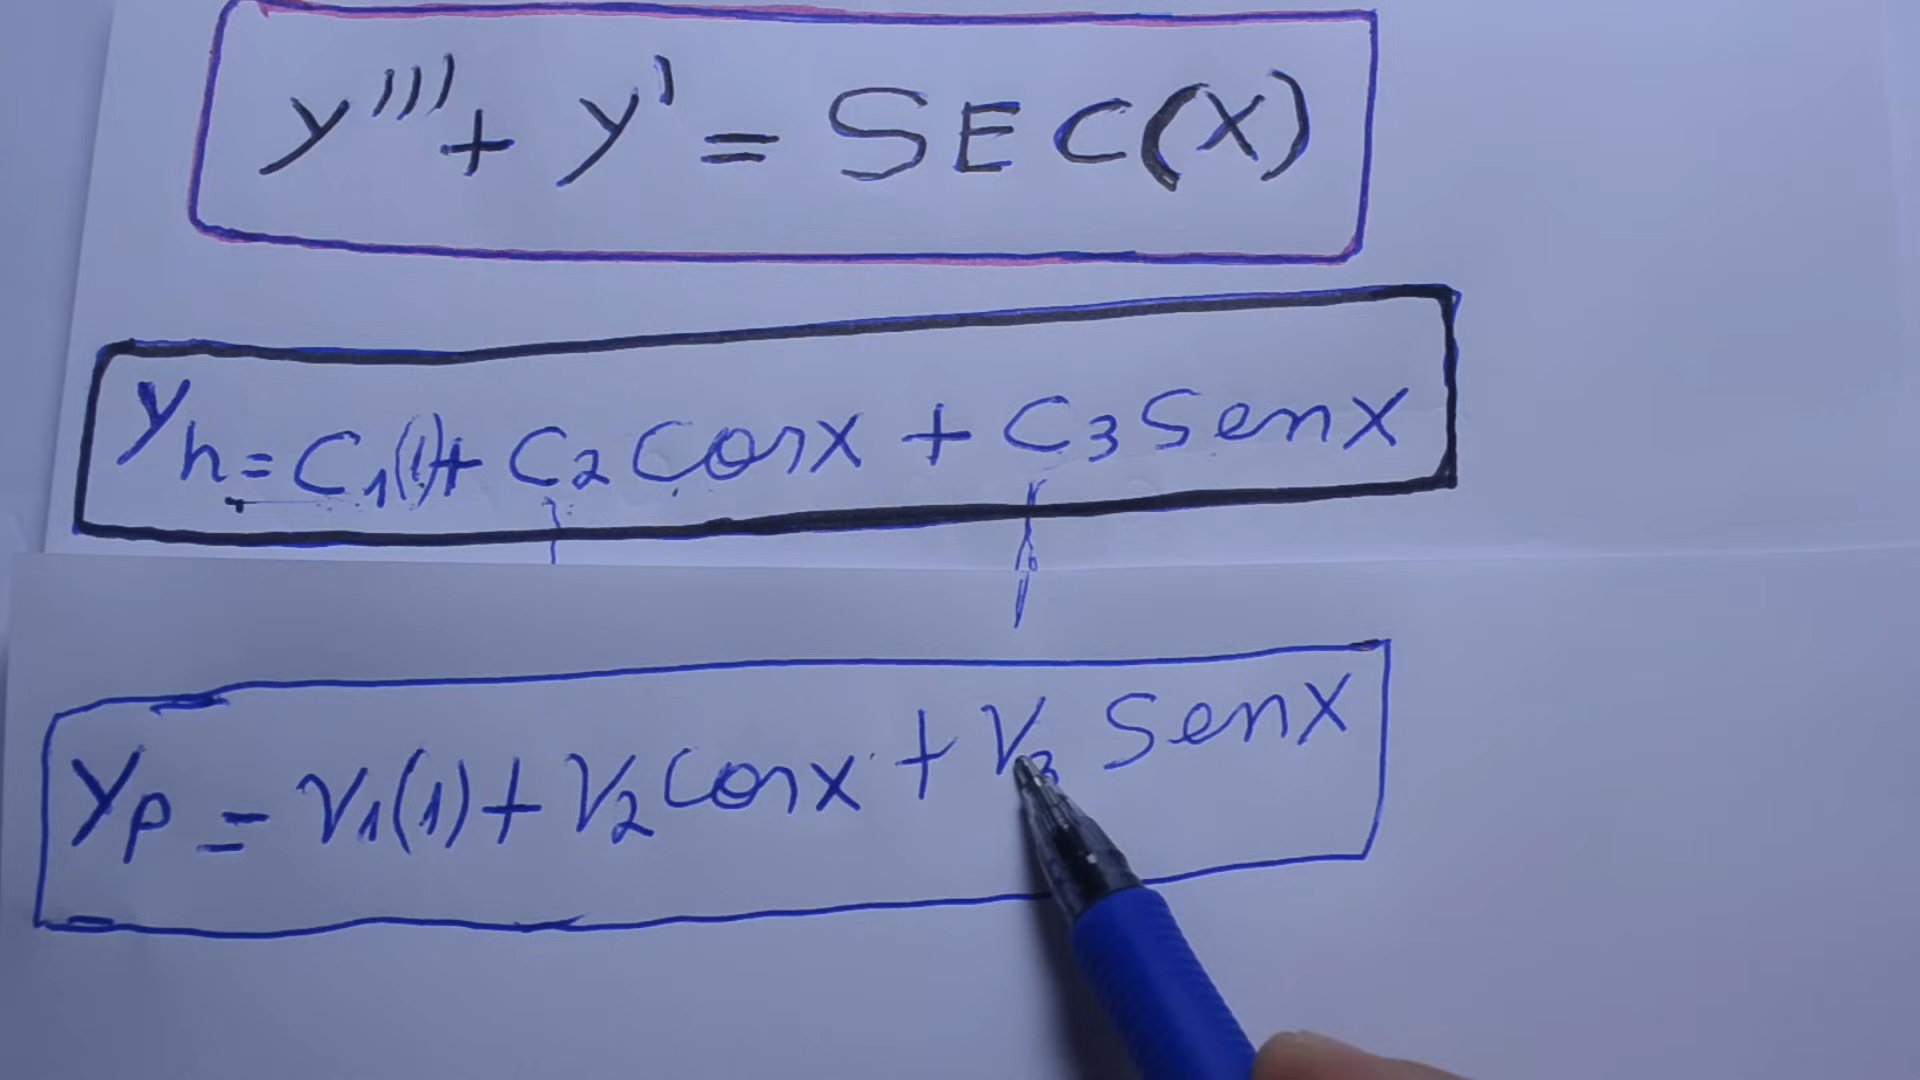 y''' + y' = SEC(X)
yh = C1(1) + C2 Cosx + C3 Senx
yp = V1(1) + V2 Cosx + V3 Senx